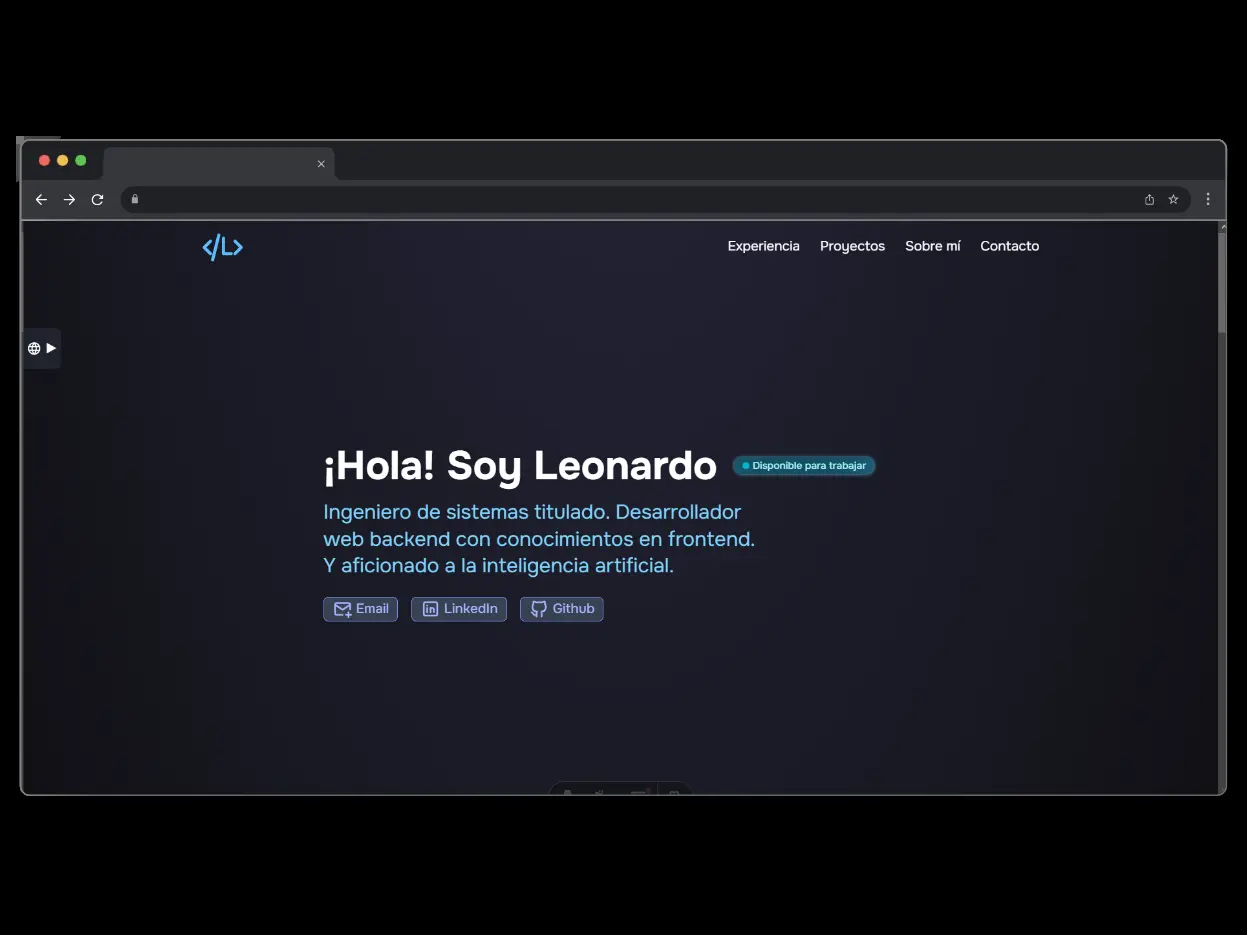 </L>
Experiencia Proyectos Sobre mí Contacto
¡Hola! Soy Leonardo Disponible para trabajar
Ingeniero de sistemas titulado. Desarrollador
web backend con conocimientos en frontend.
Y aficionado a la inteligencia artificial.
Email LinkedIn Github